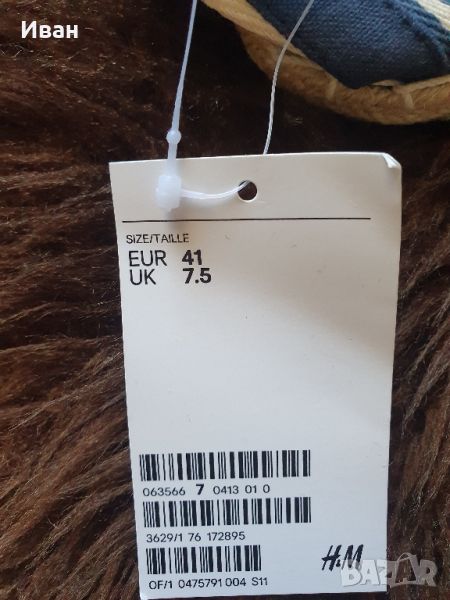 Иван
SIZE/TAILLE
EUR 41
UK 7.5
063566 7 0413 01 0
3629/1 76 172895
H&M
OF/1 0475791 004 S11
BAZAR